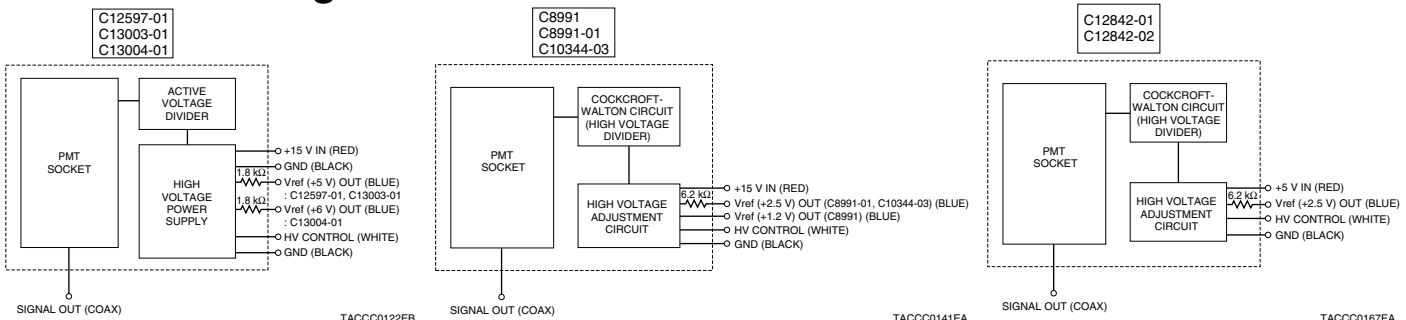 C12597-01
C13003-01
C13004-01
ACTIVE
VOLTAGE
DIVIDER
PMT
SOCKET
HIGH
VOLTAGE
POWER
SUPPLY
+15 V IN (RED)
GND (BLACK)
1.8 kΩ
Vref (+5 V) OUT (BLUE)
: C12597-01, C13003-01
1.8 kΩ
Vref (+6 V) OUT (BLUE)
: C13004-01
HV CONTROL (WHITE)
GND (BLACK)
SIGNAL OUT (COAX)
TACCC0122EB
C8991
C8991-01
C10344-03
COCKCROFT-
WALTON CIRCUIT
(HIGH VOLTAGE
DIVIDER)
PMT
SOCKET
HIGH VOLTAGE
ADJUSTMENT
CIRCUIT
+15 V IN (RED)
6.2 kΩ
Vref (+2.5 V) OUT (C8991-01, C10344-03) (BLUE)
Vref (+1.2 V) OUT (C8991) (BLUE)
HV CONTROL (WHITE)
GND (BLACK)
SIGNAL OUT (COAX)
TACCC0141EA
C12842-01
C12842-02
COCKCROFT-
WALTON CIRCUIT
(HIGH VOLTAGE
DIVIDER)
PMT
SOCKET
HIGH VOLTAGE
ADJUSTMENT
CIRCUIT
+5 V IN (RED)
6.2 kΩ
Vref (+2.5 V) OUT (BLUE)
HV CONTROL (WHITE)
GND (BLACK)
SIGNAL OUT (COAX)
TACCC0167EA